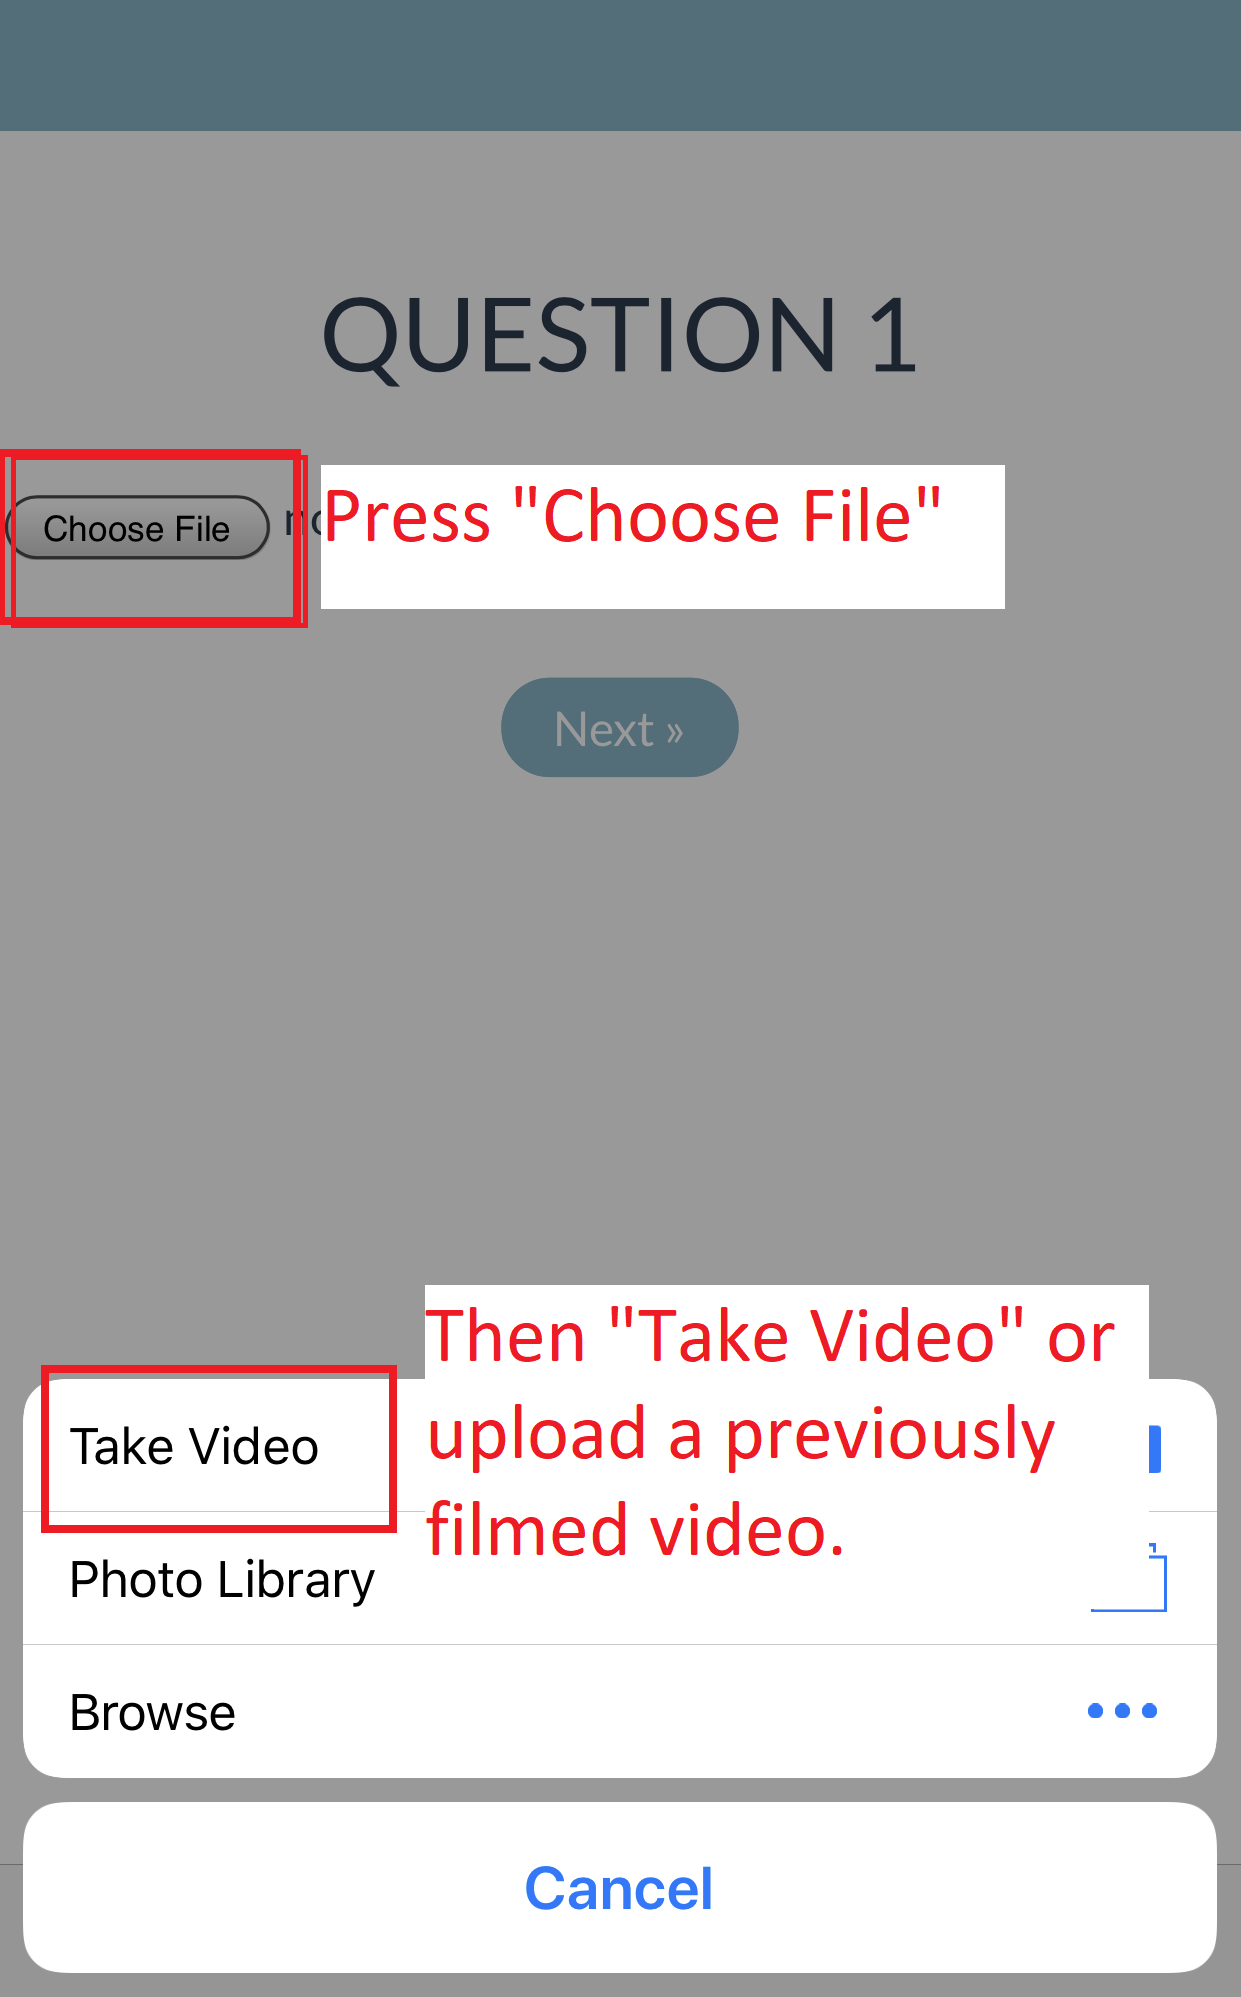 QUESTION 1
Choose File
Press "Choose File"
Next »
Then "Take Video" or
upload a previously
filmed video.
Take Video
Photo Library
Browse
Cancel